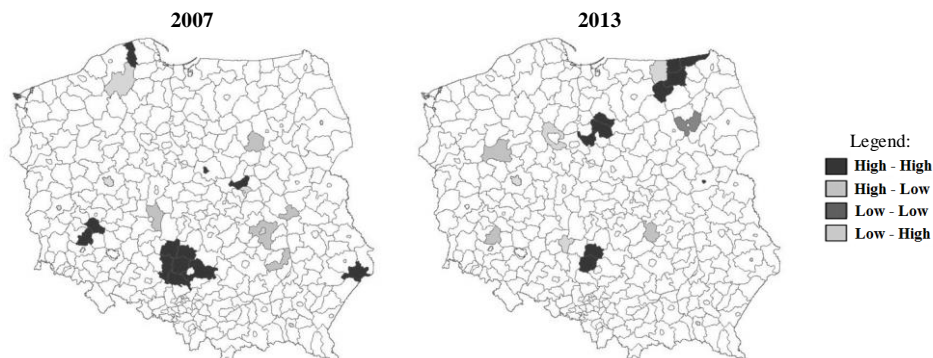 2007
2013
Legend:
High - High
High - Low
Low - Low
Low - High